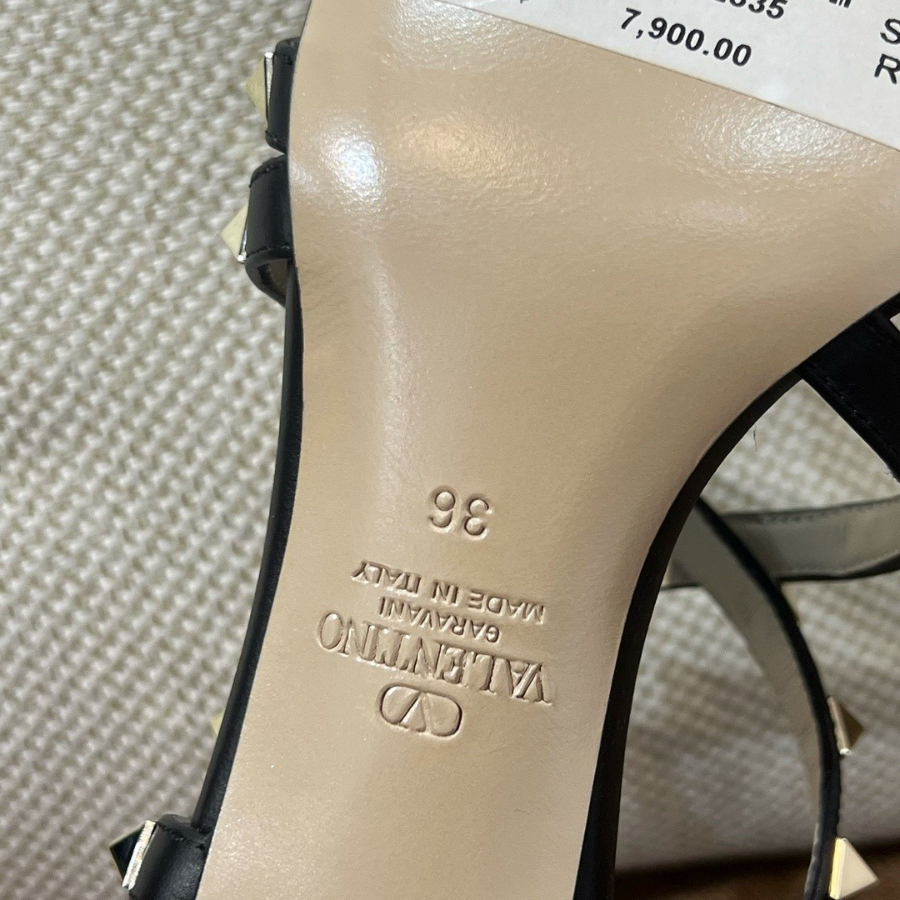 7,900.00
S
R
36
MADE IN ITALY
GARAVANI
VALENTINO